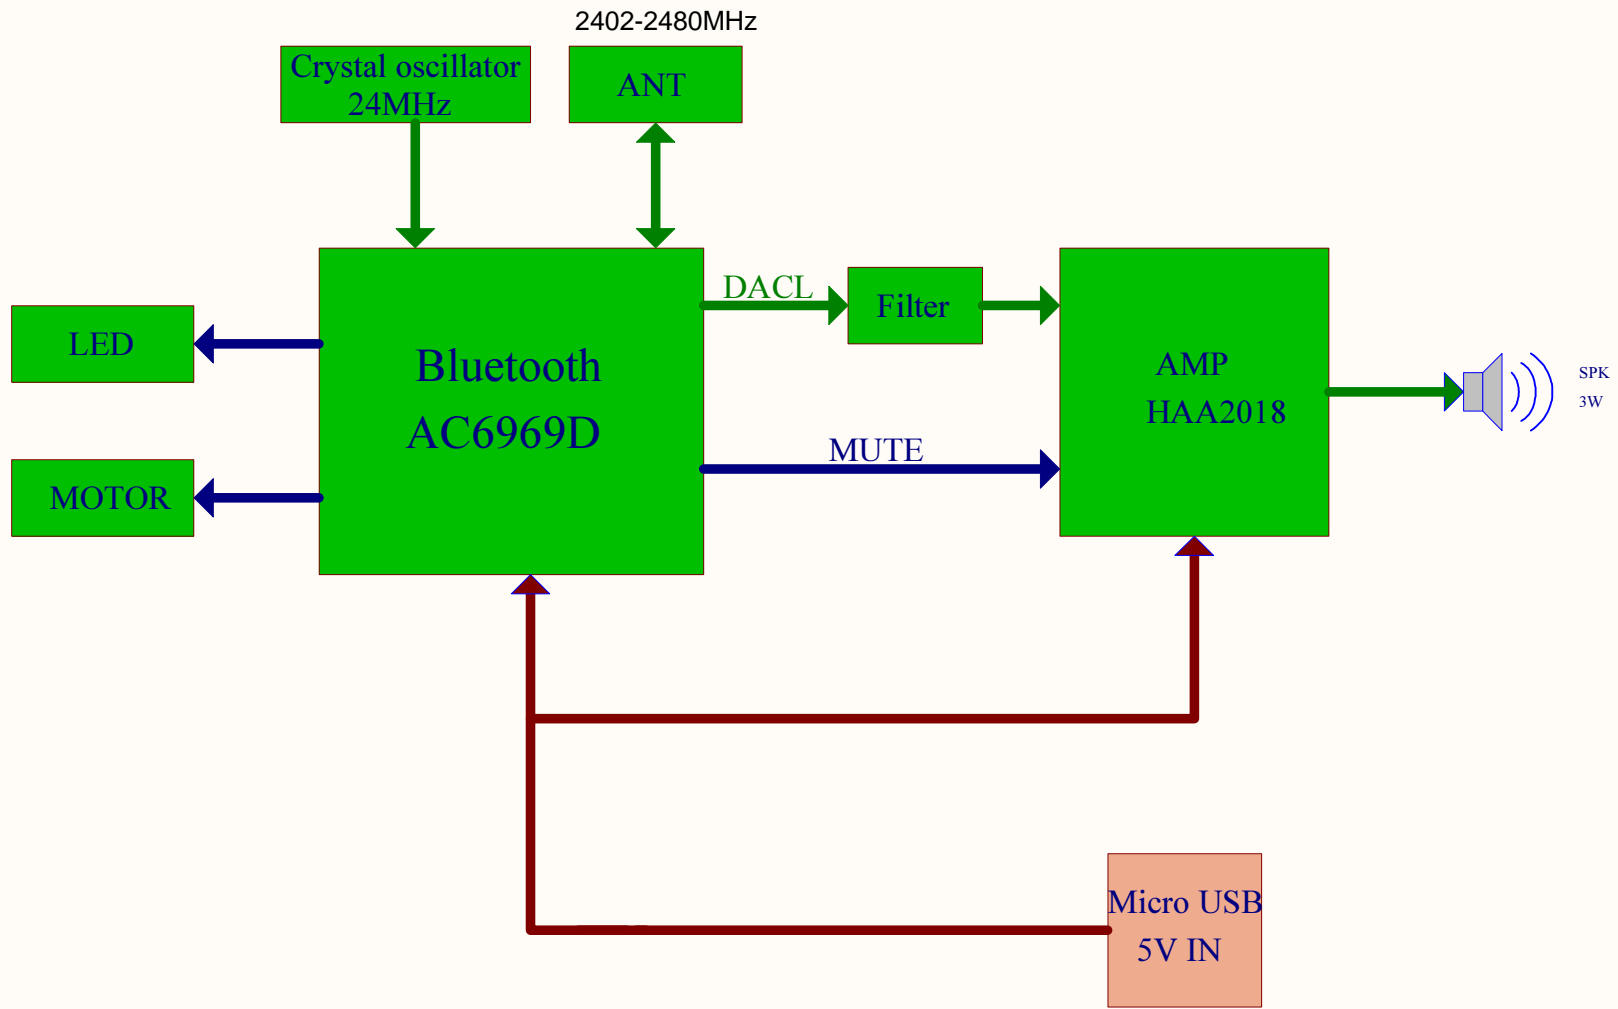 2402-2480MHz
Crystal oscillator
24MHz
ANT
DACL
Filter
LED
Bluetooth
AC6969D
AMP
HAA2018
SPK
3W
MUTE
MOTOR
Micro USB
5V IN